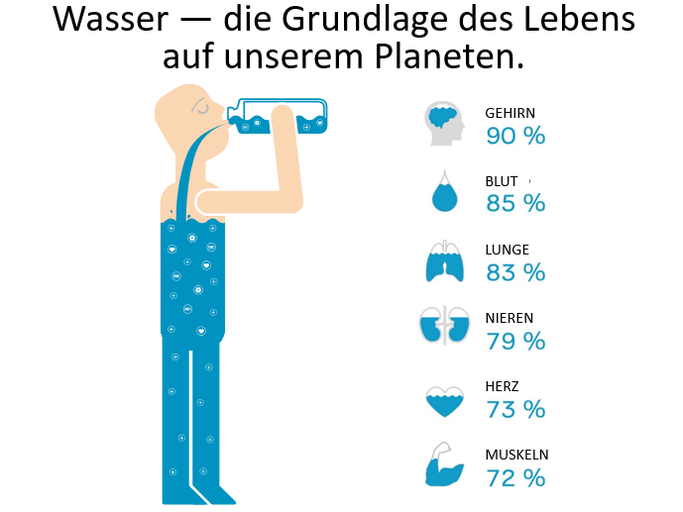 Wasser — die Grundlage des Lebens
auf unserem Planeten.
GEHIRN
90 %
BLUT
85 %
LUNGE
83 %
NIEREN
79 %
HERZ
73 %
MUSKELN
72 %